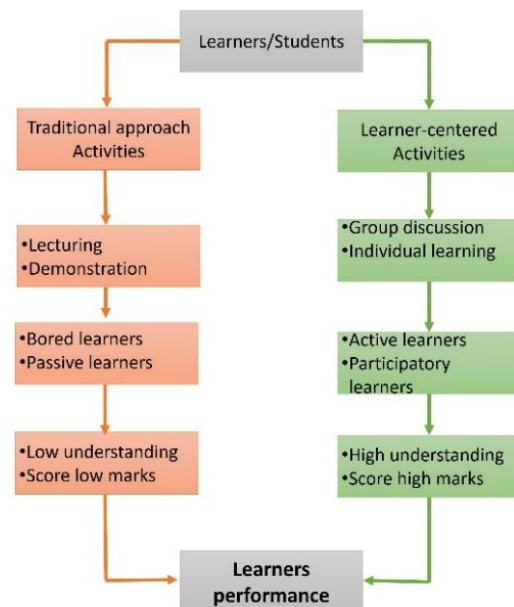 Learners/Students
Traditional approach
Activities
•Lecturing
•Demonstration
•Bored learners
•Passive learners
•Low understanding
•Score low marks
Learner-centered
Activities
•Group discussion
•Individual learning
•Active learners
•Participatory
learners
•High understanding
•Score high marks
Learners
performance